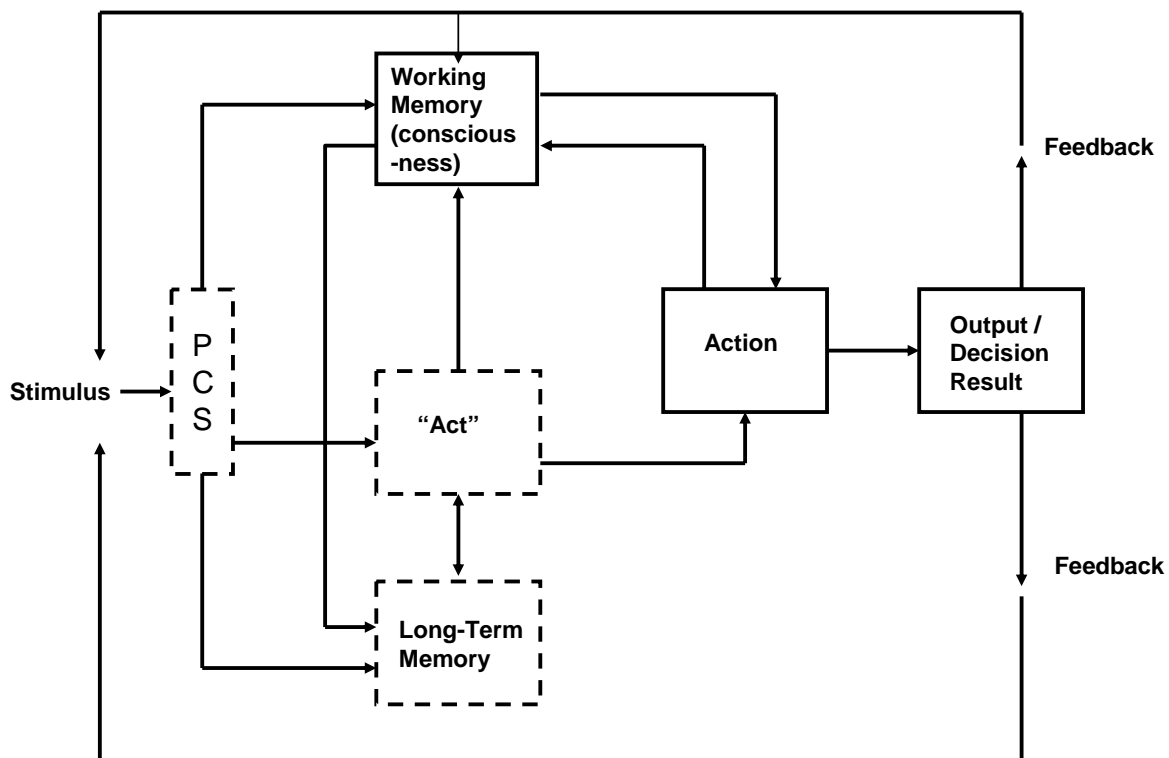 Working
Memory
(conscious
-ness)
Feedback
P
C
S
Stimulus
"Act"
Action
Output /
Decision
Result
Feedback
Long-Term
Memory